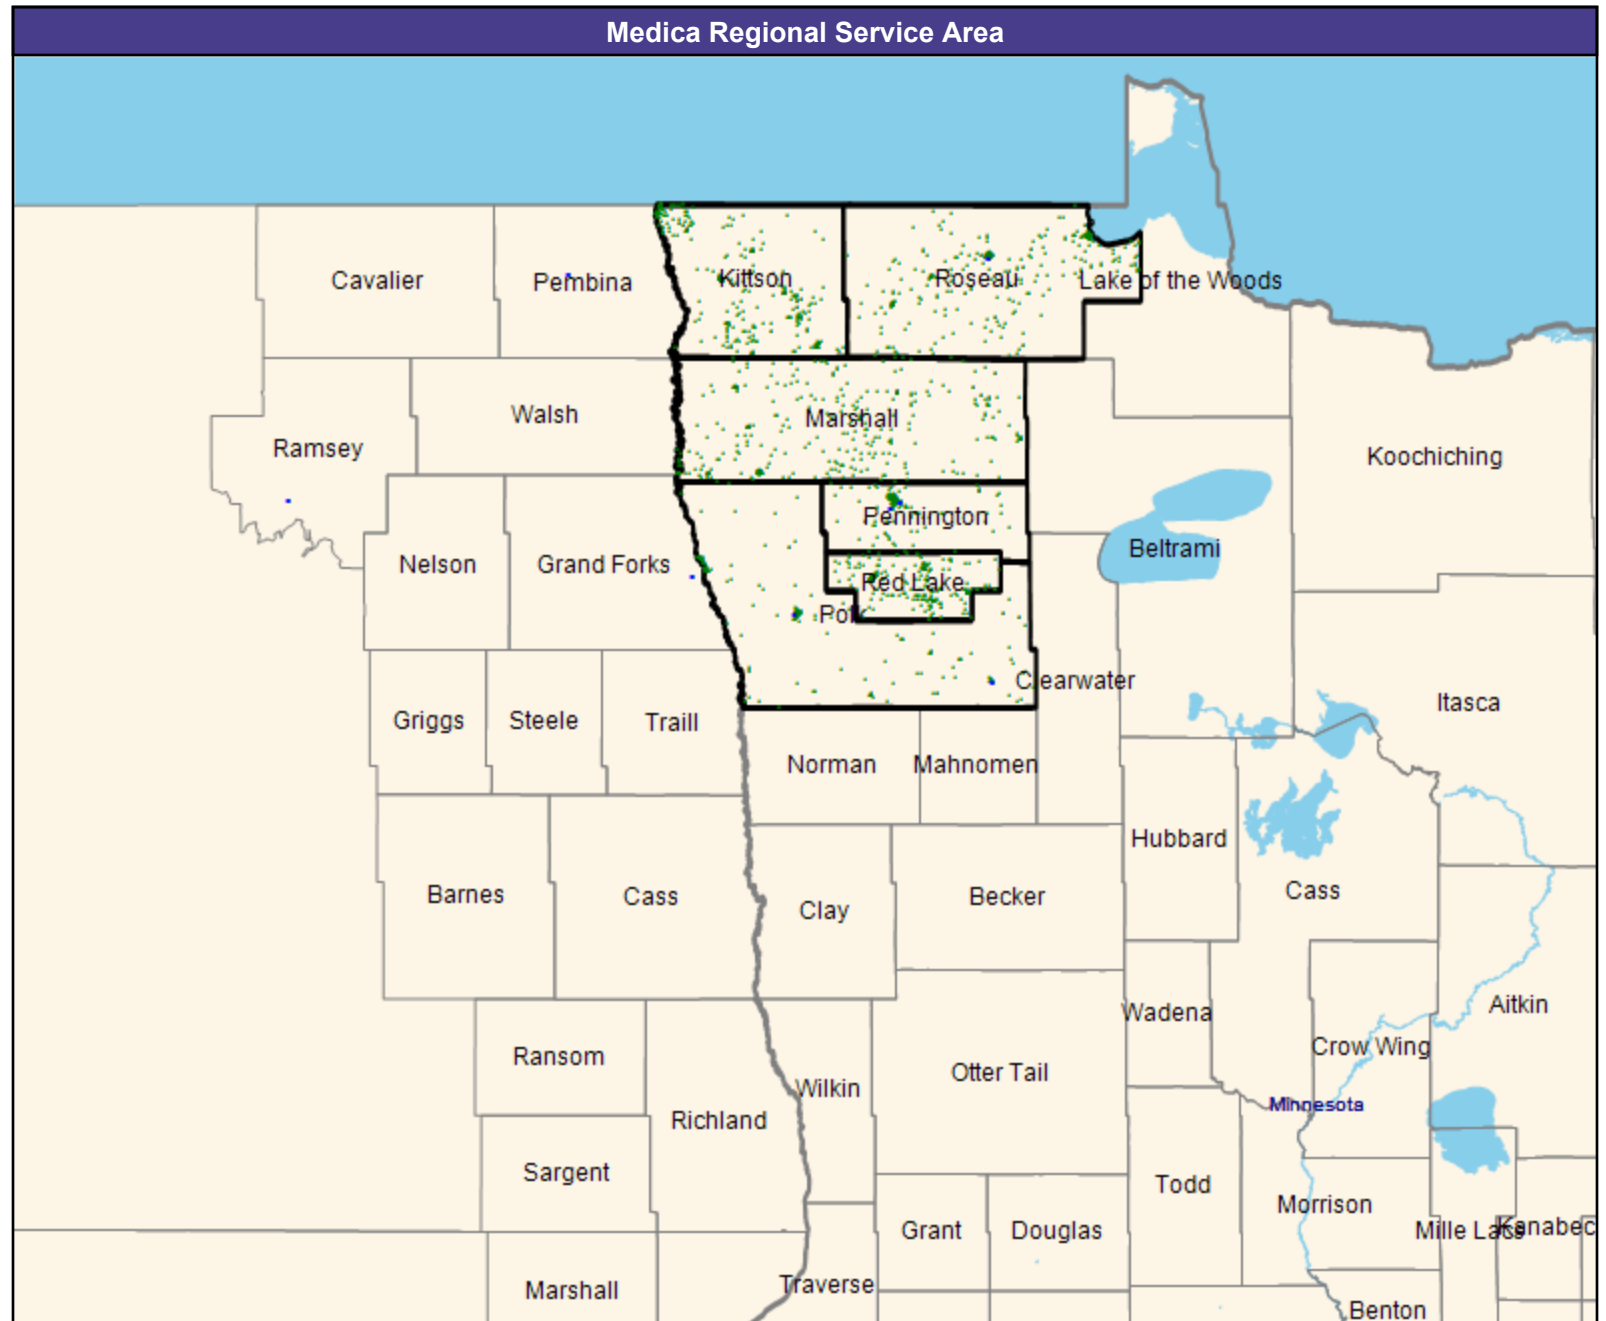 Medica Regional Service Area
Cavalier
Pembina
Kittson
Roseau
Lake of the Woods
Walsh
Marshall
Ramsey
Koochiching
Pennington
Beltrami
Nelson
Grand Forks
Red Lake
Polk
Clearwater
Itasca
Griggs
Steele
Traill
Norman
Mahnomen
Hubbard
Cass
Barnes
Cass
Clay
Becker
Aitkin
Wadena
Crow Wing
Ransom
Otter Tail
Wilkin
Minnesota
Richland
Sargent
Todd
Morrison
Grant
Douglas
Mille Lacs
Kanabec
Marshall
Traverse
Benton